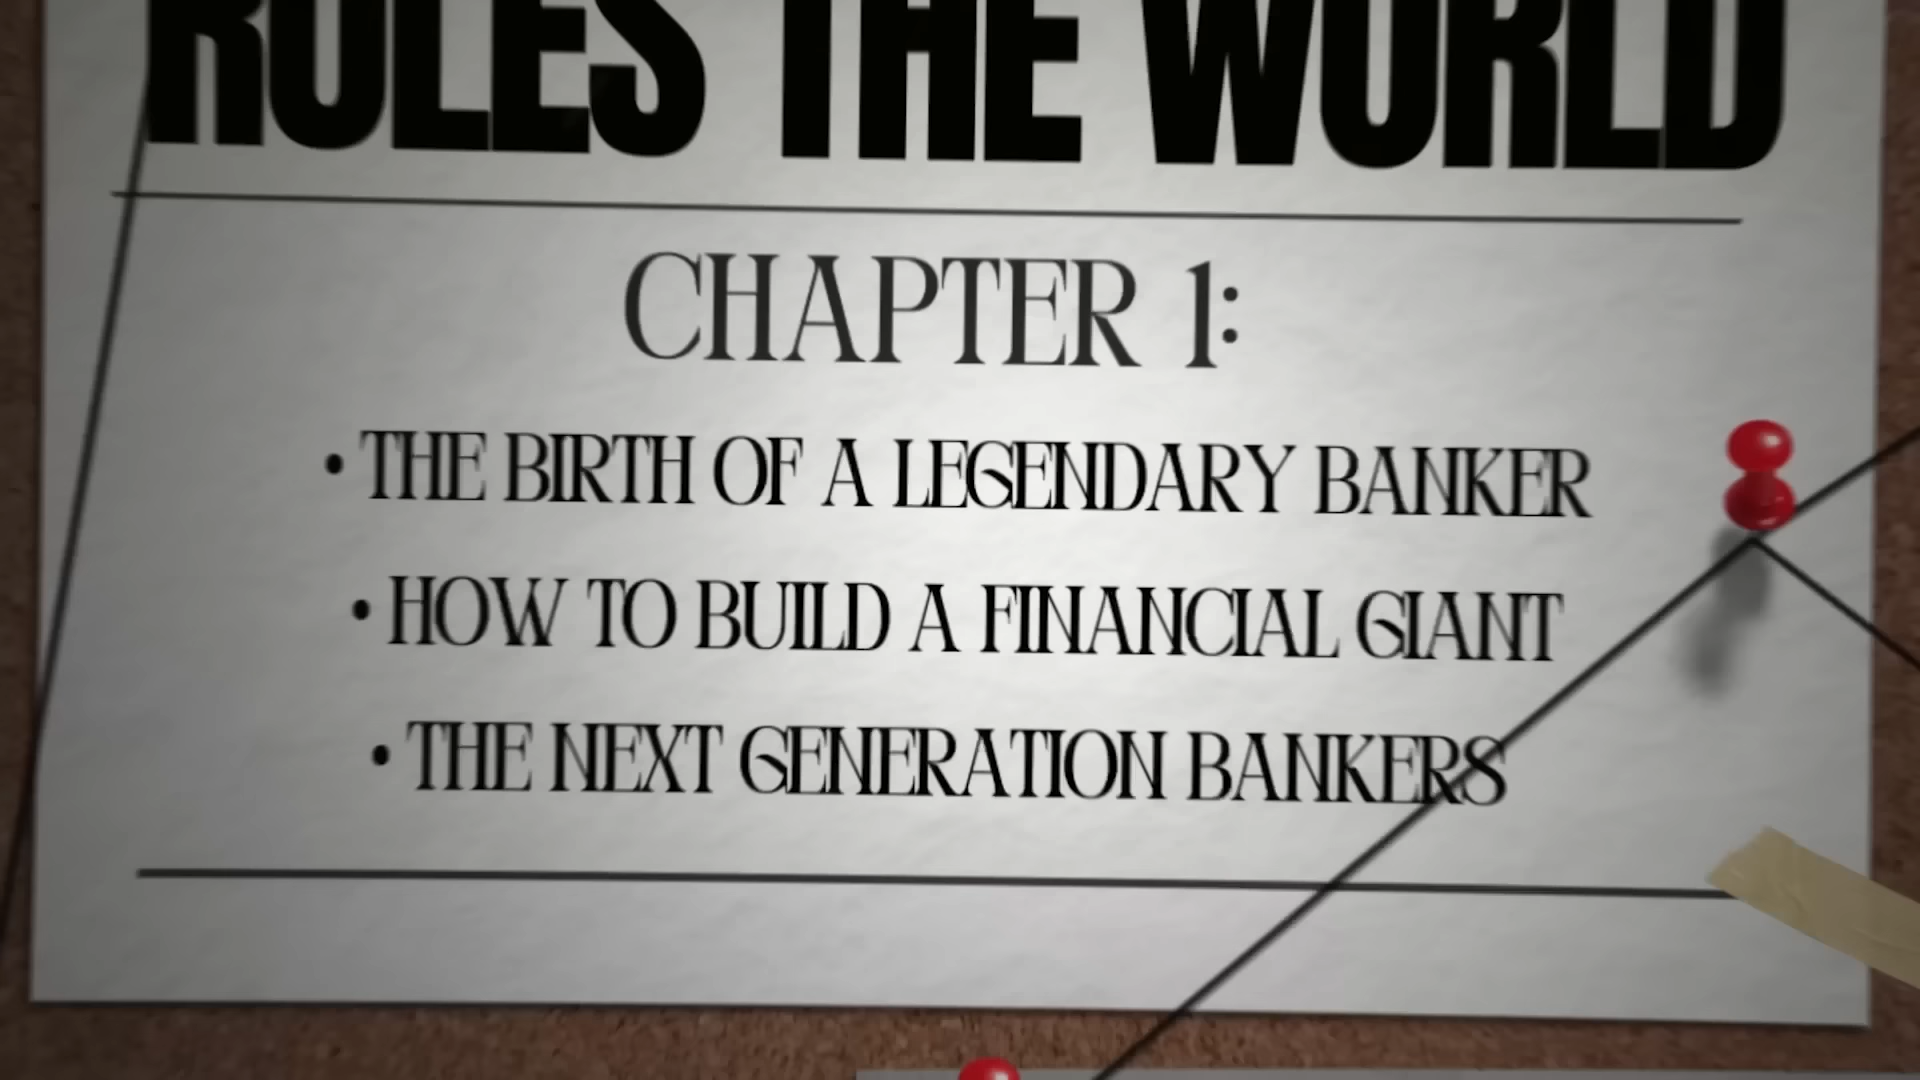 RULES THE WORLD
CHAPTER 1:
• THE BIRTH OF A LEGENDARY BANKER
• HOW TO BUILD A FINANCIAL GIANT
• THE NEXT GENERATION BANKERS